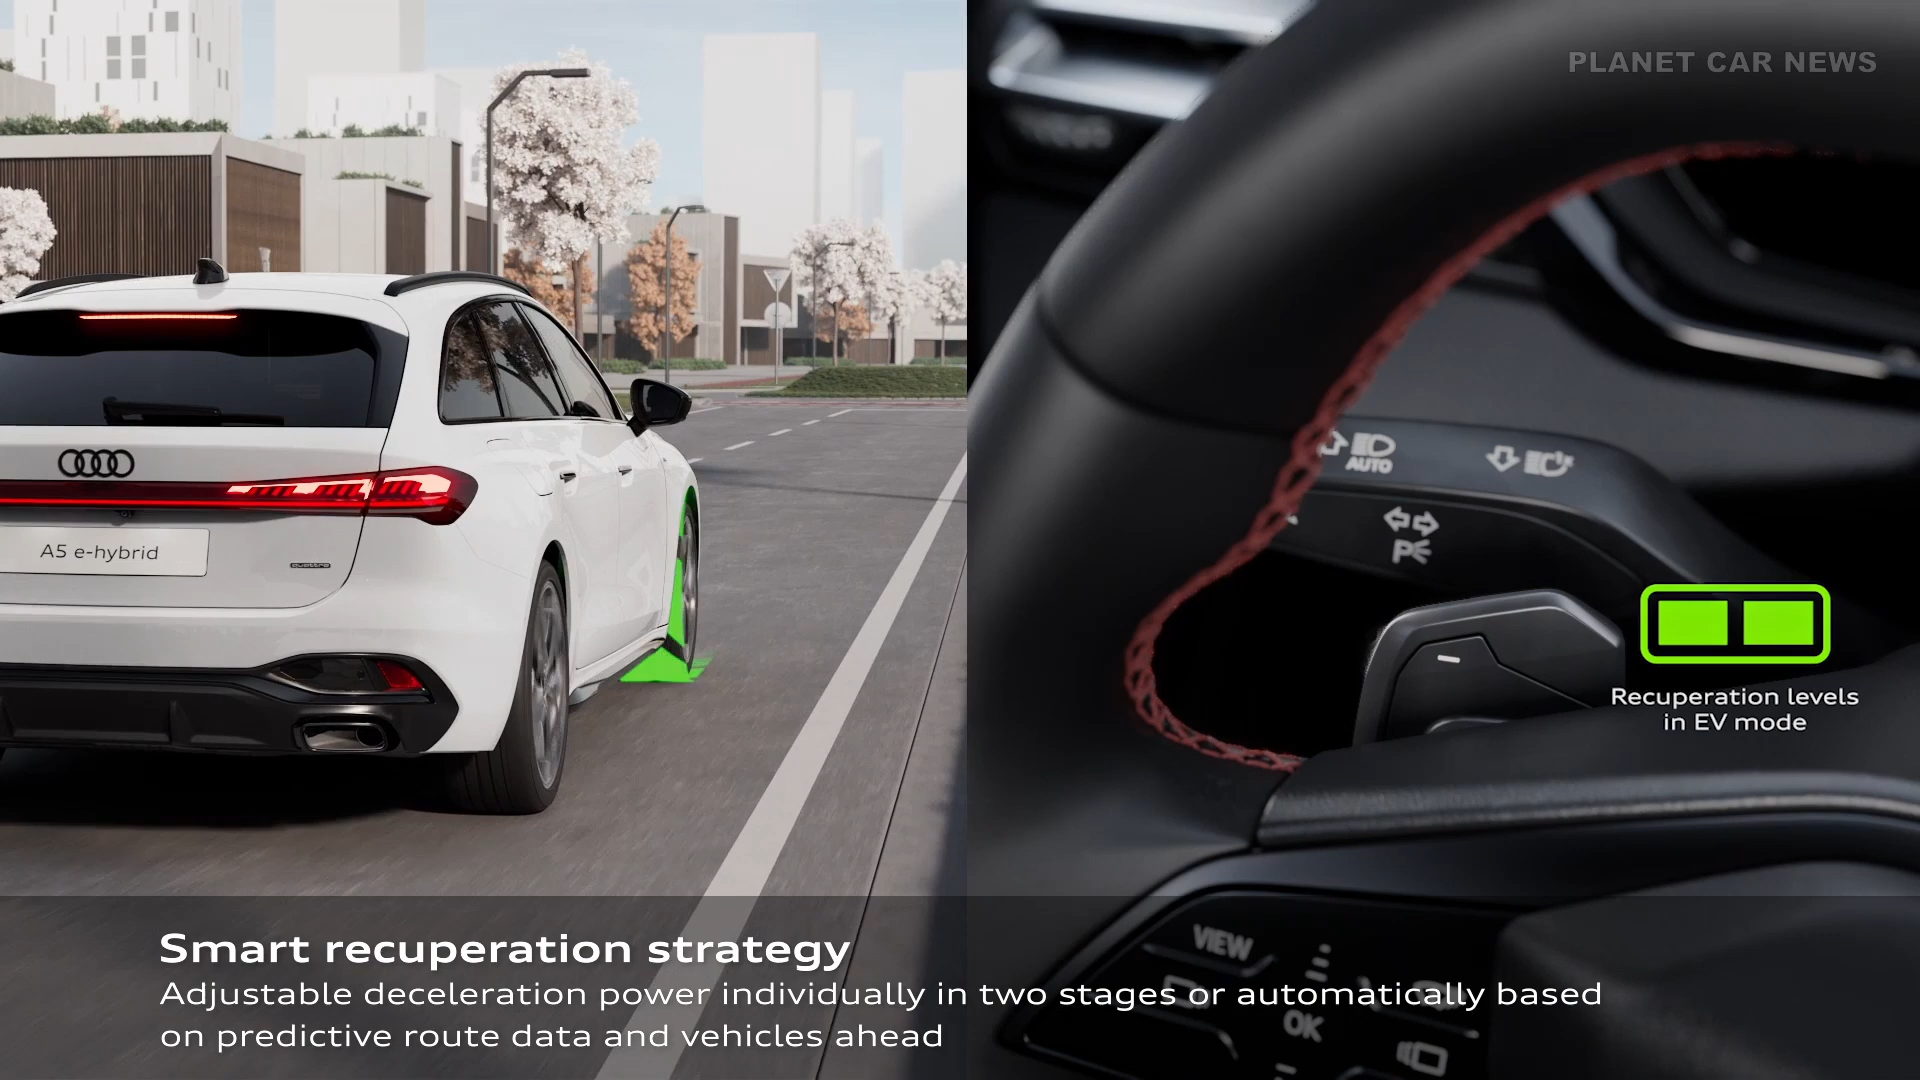 PLANET CAR NEWS
AUTO
P
A5 e-hybrid
quattro
Recuperation levels
in EV mode
VIEW
OK
Smart recuperation strategy
Adjustable deceleration power individually in two stages or automatically based
on predictive route data and vehicles ahead